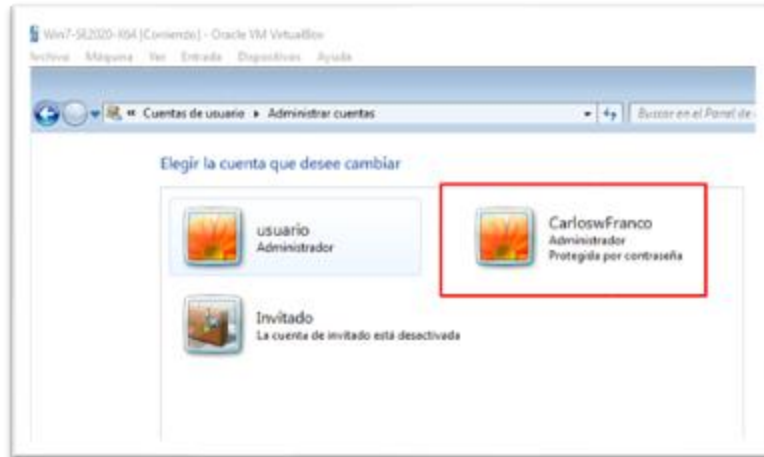 Win7-SE2020-X64 [Corriendo] - Oracle VM VirtualBox
Archivo Máquina Ver Entrada Dispositivos Ayuda
« Cuentas de usuario ▸ Administrar cuentas
Buscar en el Panel de
Elegir la cuenta que desee cambiar
usuario
Administrador
CarloswFranco
Administrador
Protegida por contraseña
Invitado
La cuenta de invitado está desactivada